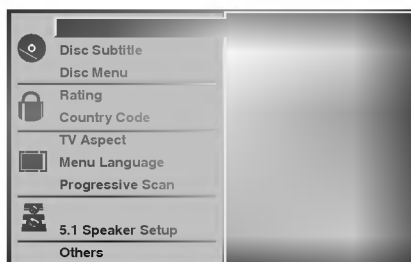 Disc Subtitle
Disc Menu
Rating
Country Code
TV Aspect
Menu Language
Progressive Scan
5.1 Speaker Setup
Others